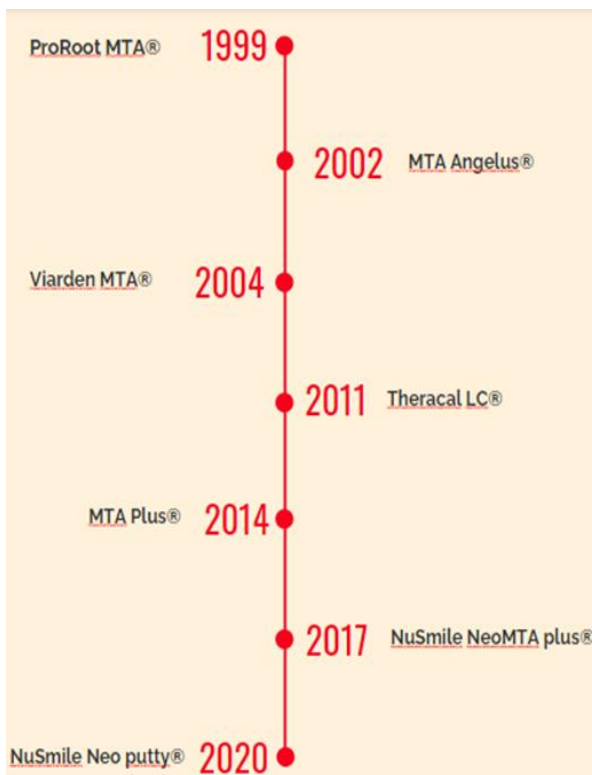 ProRoot MTA® 1999
2002 MTA Angelus®
Viarden MTA® 2004
2011 Theracal LC®
MTA Plus® 2014
2017 NuSmile NeoMTA plus®
NuSmile Neo putty® 2020